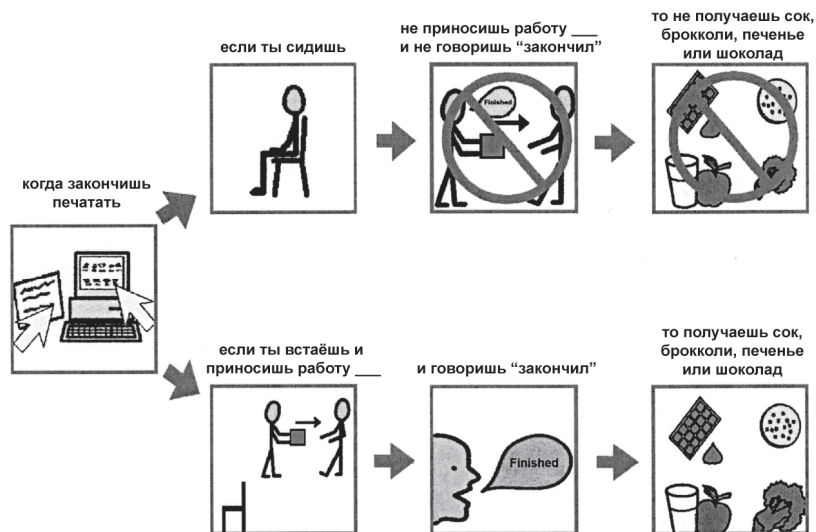 если ты сидишь
не приносишь работу ___
и не говоришь “закончил”
то не получаешь сок,
брокколи, печенье
или шоколад
Finished
когда закончишь
печатать
если ты встаёшь и
приносишь работу ___
и говоришь “закончил”
то получаешь сок,
брокколи, печенье
или шоколад
Finished